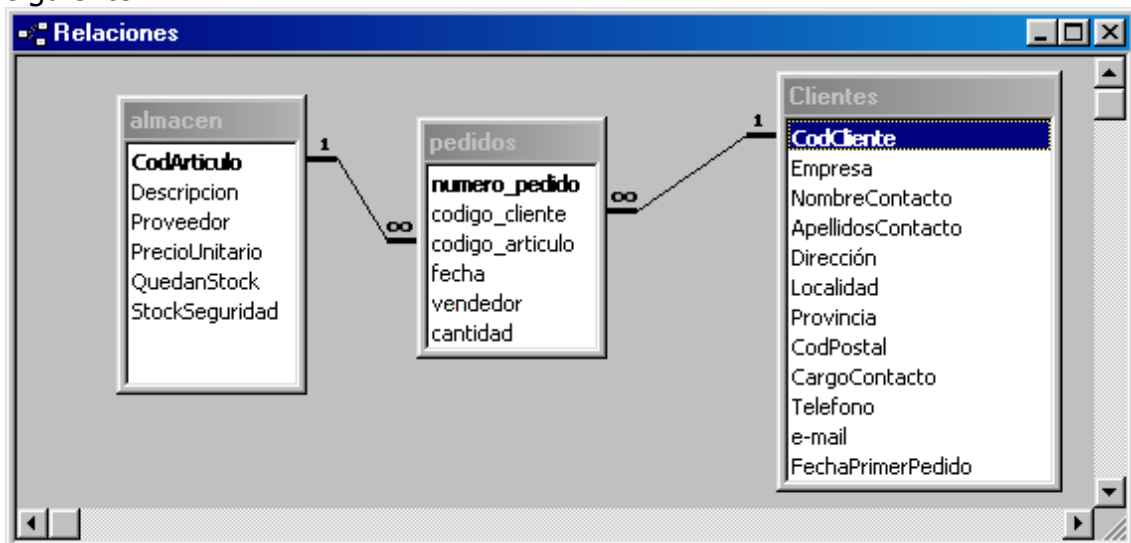 siguiente
Relaciones
almacen
CodArticulo
Descripcion
Proveedor
PrecioUnitario
QuedanStock
StockSeguridad
1
∞
pedidos
numero_pedido
codigo_cliente
codigo_articulo
fecha
vendedor
cantidad
∞
1
Clientes
CodCliente
Empresa
NombreContacto
ApellidosContacto
Dirección
Localidad
Provincia
CodPostal
CargoContacto
Telefono
e-mail
FechaPrimerPedido